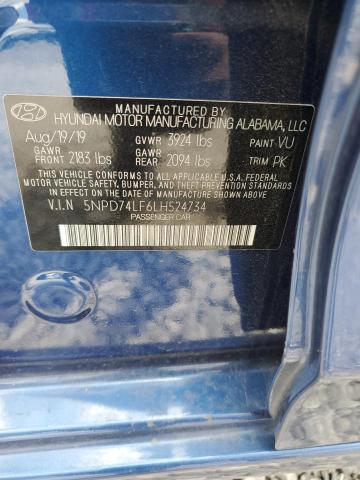 MANUFACTURED BY
HYUNDAI MOTOR MANUFACTURING ALABAMA, LLC
Aug/19/19 GVWR 3924 lbs PAINT VU
GAWR FRONT 2183 lbs GAWR REAR 2094 lbs TRIM PK
THIS VEHICLE CONFORMS TO ALL APPLICABLE U.S.A FEDERAL
MOTOR VEHICLE SAFETY, BUMPER, AND THEFT PREVENTION
STANDARDS IN EFFECT ON THE DATE OF MANUFACTURE SHOWN ABOVE.
V.I.N 5NPD74LF6LH524734
PASSENGER CAR